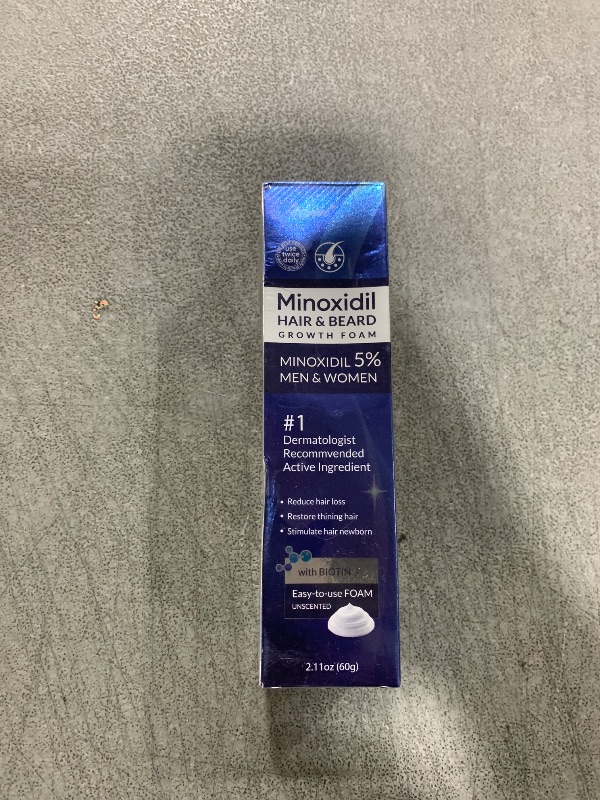 use
twice
daily
Minoxidil
HAIR & BEARD
GROWTH FOAM
MINOXIDIL 5%
MEN & WOMEN
#1
Dermatologist
Recommvended
Active Ingredient
• Reduce hair loss
• Restore thining hair
• Stimulate hair newborn
with BIOTIN
Easy-to-use FOAM
UNSCENTED
2.11oz (60g)